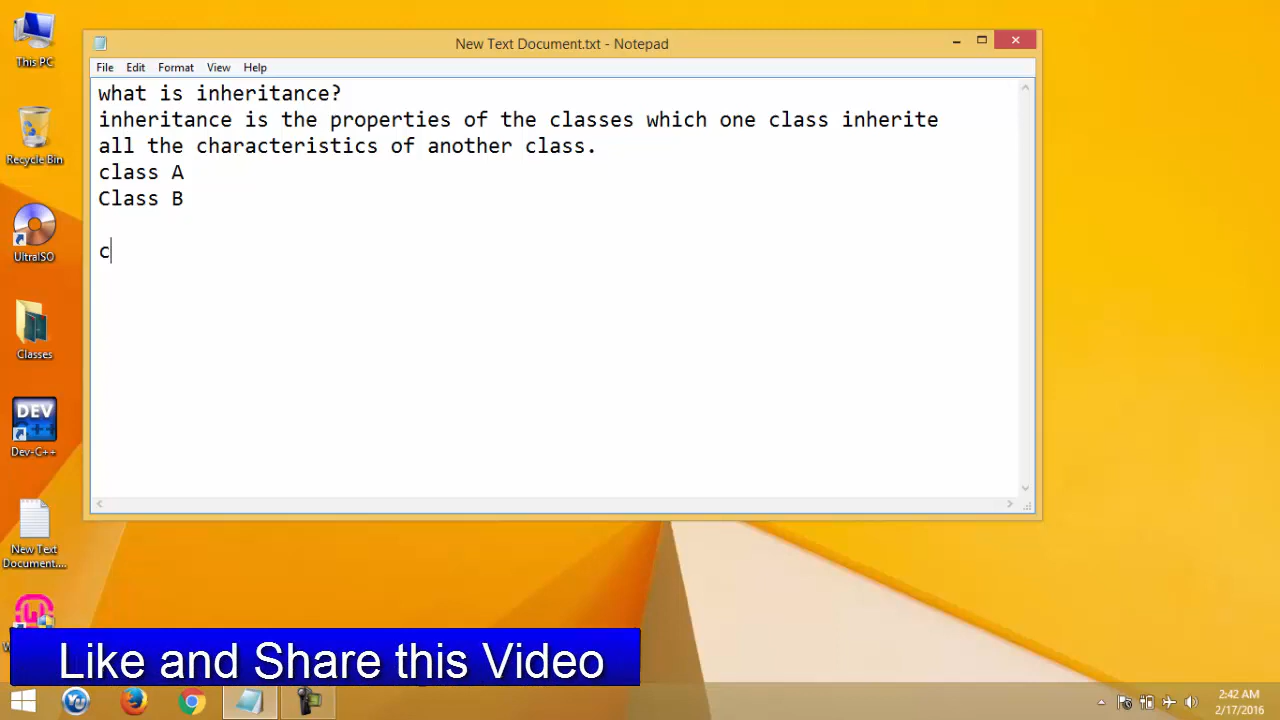 This PC
New Text Document.txt - Notepad
File Edit Format View Help
what is inheritance?
inheritance is the properties of the classes which one class inherite
all the characteristics of another class.
class A
Class B
c
Recycle Bin
UltraISO
Classes
DEV
C++
Dev-C++
New Text
Document....
Like and Share this Video
2:42 AM
2/17/2016